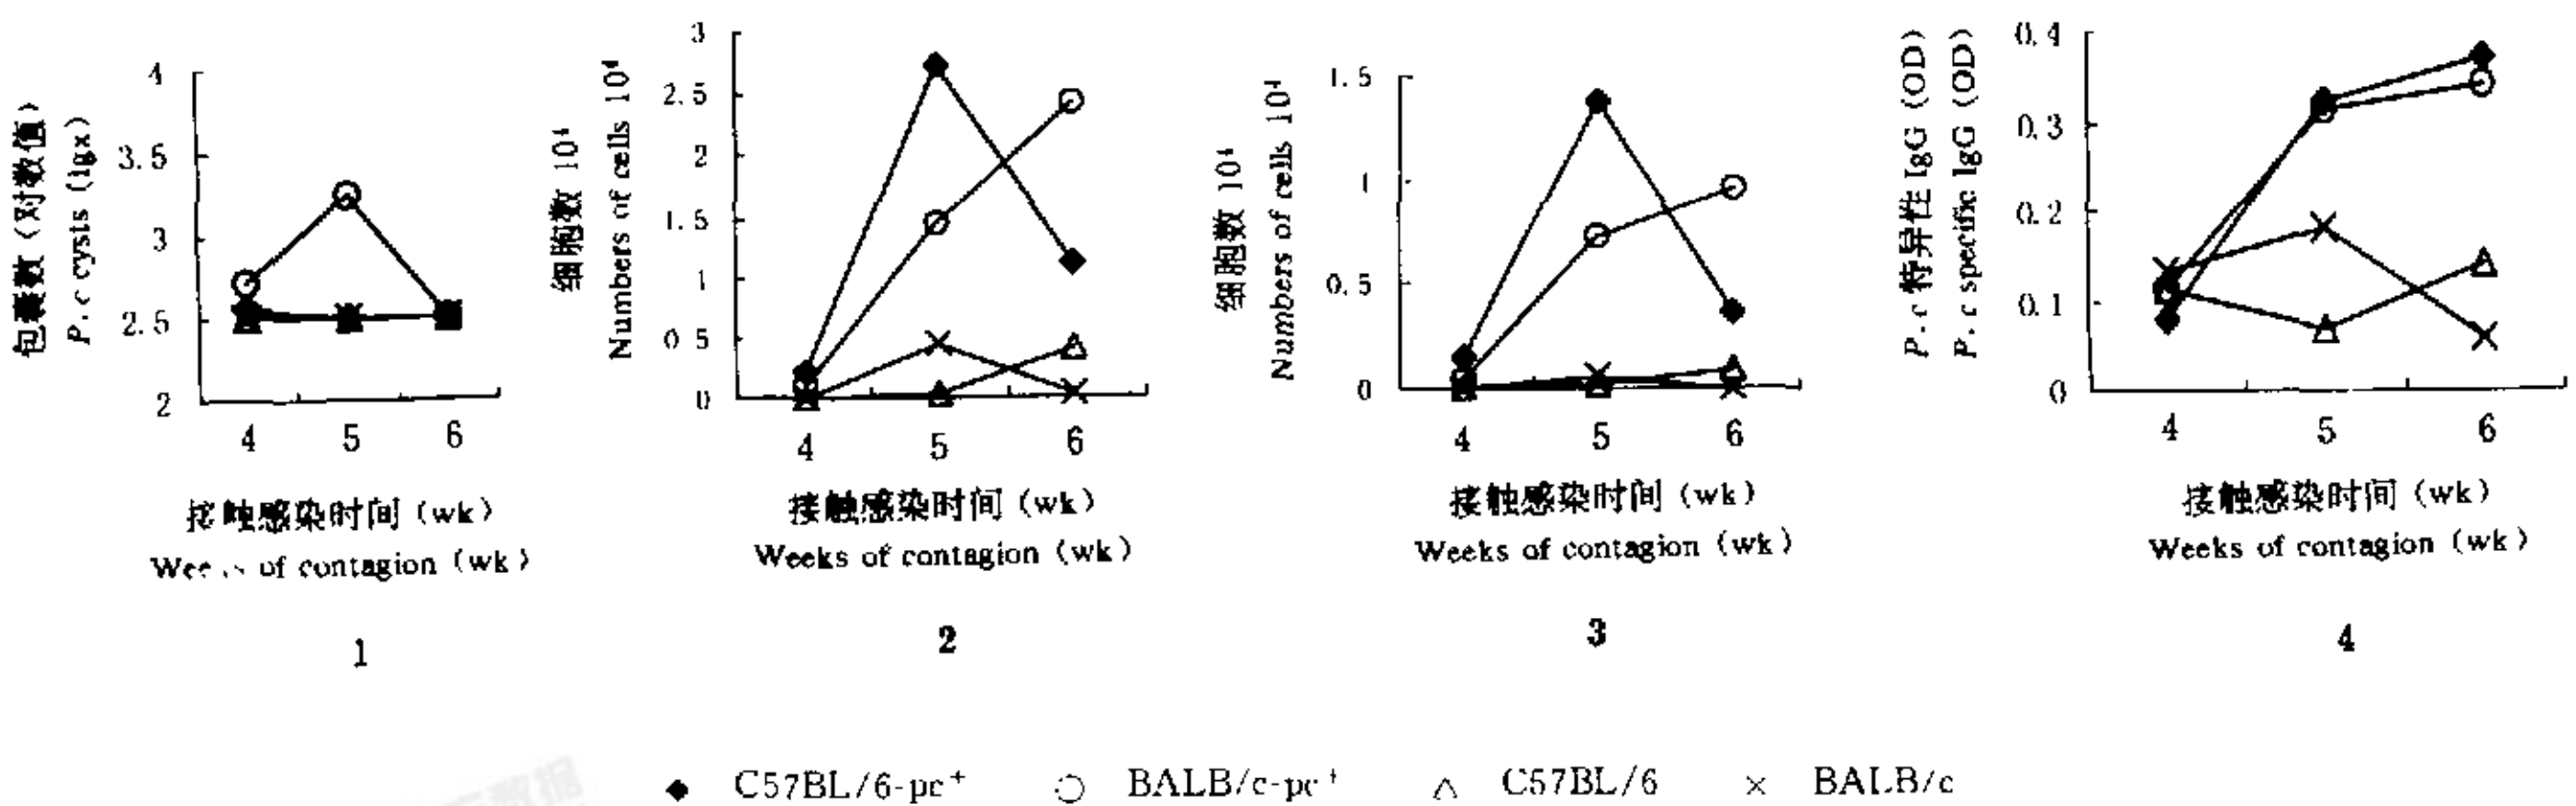 包囊数（对数值）
P.c cysts (lgx)
4
3.5
3
2.5
2
4 5 6
接触感染时间 (wk)
of contagion (wk)
1
细胞数 10⁴
Numbers of cells 10⁴
3
2.5
2
1.5
1
0.5
0
4 5 6
接触感染时间 (wk)
Weeks of contagion (wk)
2
细胞数 10⁴
Numbers of cells 10⁴
1.5
1
0.5
0
4 5 6
接触感染时间 (wk)
Weeks of contagion (wk)
3
P.c 特异性 IgG (OD)
P.c specific IgG (OD)
0.4
0.3
0.2
0.1
0
4 5 6
接触感染时间 (wk)
Weeks of contagion (wk)
4
◆ C57BL/6-pc⁺ ○ BALB/c-pc⁺ △ C57BL/6 × BALB/c
数据